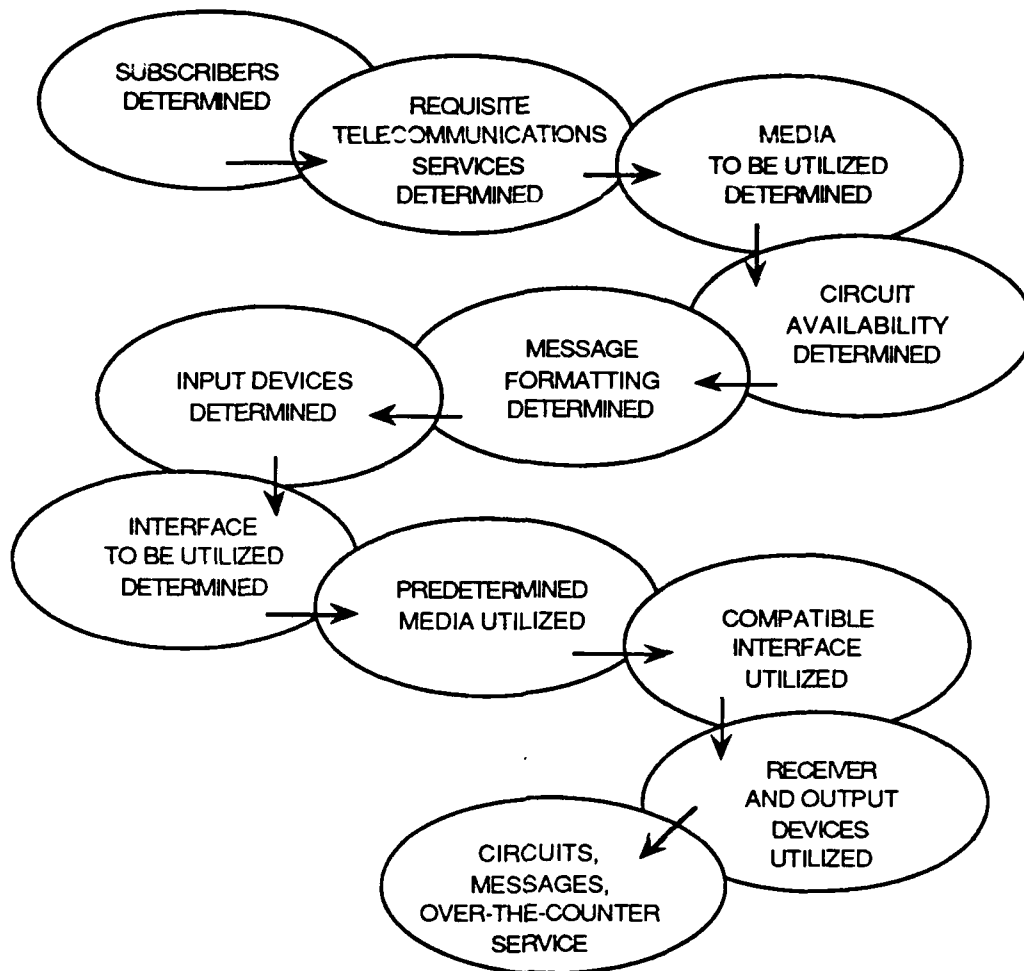 SUBSCRIBERS
DETERMINED
REQUISITE
TELECOMMUNICATIONS
SERVICES
DETERMINED
MEDIA
TO BE UTILIZED
DETERMINED
CIRCUIT
AVAILABILITY
DETERMINED
MESSAGE
FORMATTING
DETERMINED
INPUT DEVICES
DETERMINED
INTERFACE
TO BE UTILIZED
DETERMINED
PREDETERMINED
MEDIA UTILIZED
COMPATIBLE
INTERFACE
UTILIZED
RECEIVER
AND OUTPUT
DEVICES
UTILIZED
CIRCUITS,
MESSAGES,
OVER-THE-COUNTER
SERVICE